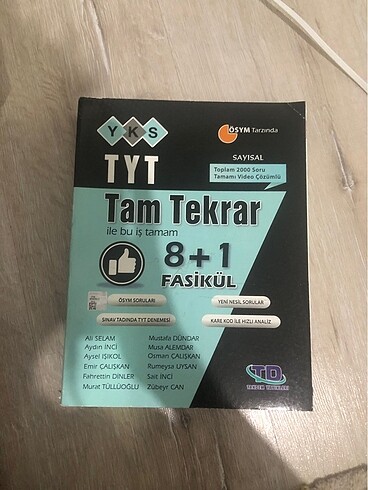 YKS
ÖSYM Tarzında
TYT
SAYISAL
Toplam 2000 Soru
Tamamı Video Çözümlü
Tam Tekrar
ile bu iş tamam
8+1
FASİKÜL
ÖSYM SORULARI
YENİ NESİL SORULAR
SINAV TADINDA TYT DENEMESİ
KARE KOD İLE HIZLI ANALİZ
Ali SELAM
Aydın İNCİ
Aysel IŞIKOL
Emir ÇALIŞKAN
Fahrettin DİNLER
Murat TÜLLÜOĞLU
Mustafa DÜNDAR
Musa ALEMDAR
Osman ÇALIŞKAN
Rumeysa UYSAN
Sait İNCİ
Zübeyr CAN
TD
TENDEM YAYINLARI